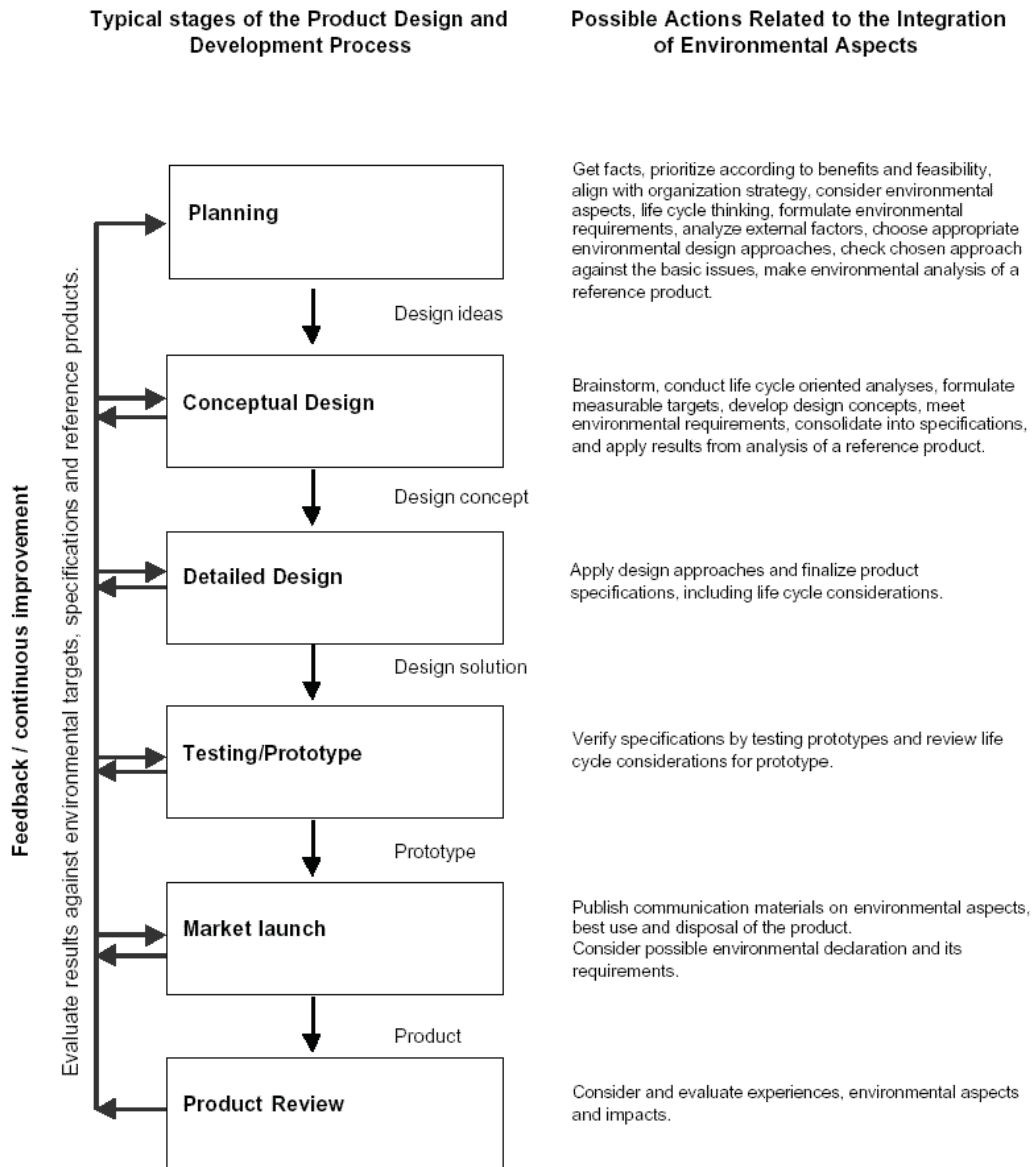 Typical stages of the Product Design and
Development Process
Possible Actions Related to the Integration
of Environmental Aspects
Feedback / continuous improvement
Evaluate results against environmental targets, specifications and reference products.
Planning
Get facts, prioritize according to benefits and feasibility,
align with organization strategy, consider environmental
aspects, life cycle thinking, formulate environmental
requirements, analyze external factors, choose appropriate
environmental design approaches, check chosen approach
against the basic issues, make environmental analysis of a
reference product.
Design ideas
Conceptual Design
Brainstorm, conduct life cycle oriented analyses, formulate
measurable targets, develop design concepts, meet
environmental requirements, consolidate into specifications,
and apply results from analysis of a reference product.
Design concept
Detailed Design
Apply design approaches and finalize product
specifications, including life cycle considerations.
Design solution
Testing/Prototype
Verify specifications by testing prototypes and review life
cycle considerations for prototype.
Prototype
Market launch
Publish communication materials on environmental aspects,
best use and disposal of the product.
Consider possible environmental declaration and its
requirements.
Product
Product Review
Consider and evaluate experiences, environmental aspects
and impacts.